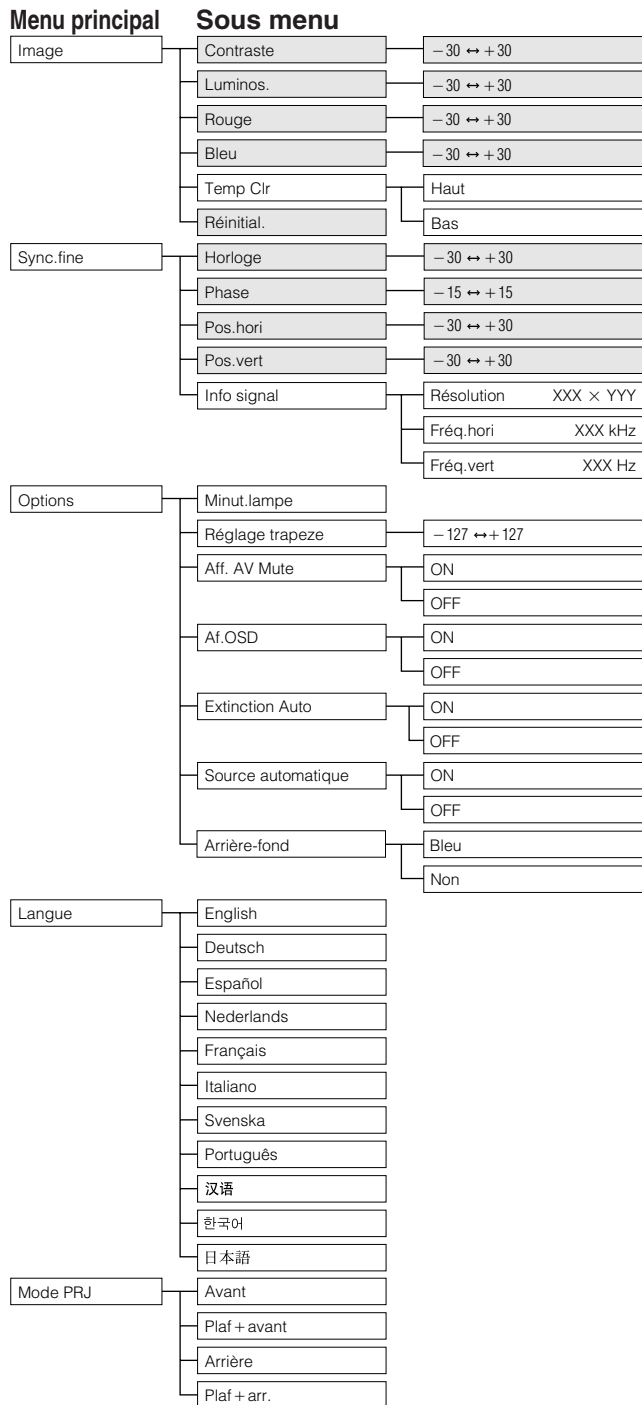 Menu principal Sous menu
Image Contraste −30 ↔ +30
Luminos. −30 ↔ +30
Rouge −30 ↔ +30
Bleu −30 ↔ +30
Temp Clr Haut
Réinitial. Bas
Sync.fine Horloge −30 ↔ +30
Phase −15 ↔ +15
Pos.hori −30 ↔ +30
Pos.vert −30 ↔ +30
Info signal Résolution XXX × YYY
Fréq.hori XXX kHz
Fréq.vert XXX Hz
Options Minut.lampe
Réglage trapeze −127 ↔ +127
Aff. AV Mute ON
OFF
Af.OSD ON
OFF
Extinction Auto ON
OFF
Source automatique ON
OFF
Arrière-fond Bleu
Non
Langue English
Deutsch
Español
Nederlands
Français
Italiano
Svenska
Português
汉语
한국어
日本語
Mode PRJ Avant
Plaf+avant
Arrière
Plaf+arr.